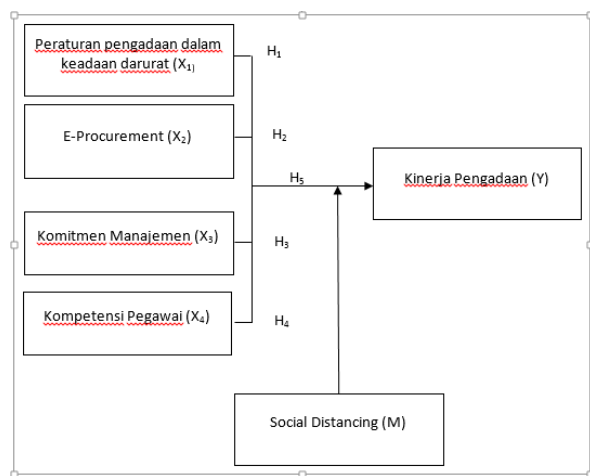 Peraturan pengadaan dalam
keadaan darurat (X₁)
H₁
E-Procurement (X₂)
H₂
H₅
Kinerja Pengadaan (Y)
Komitmen Manajemen (X₃)
H₃
Kompetensi Pegawai (X₄)
H₄
Social Distancing (M)